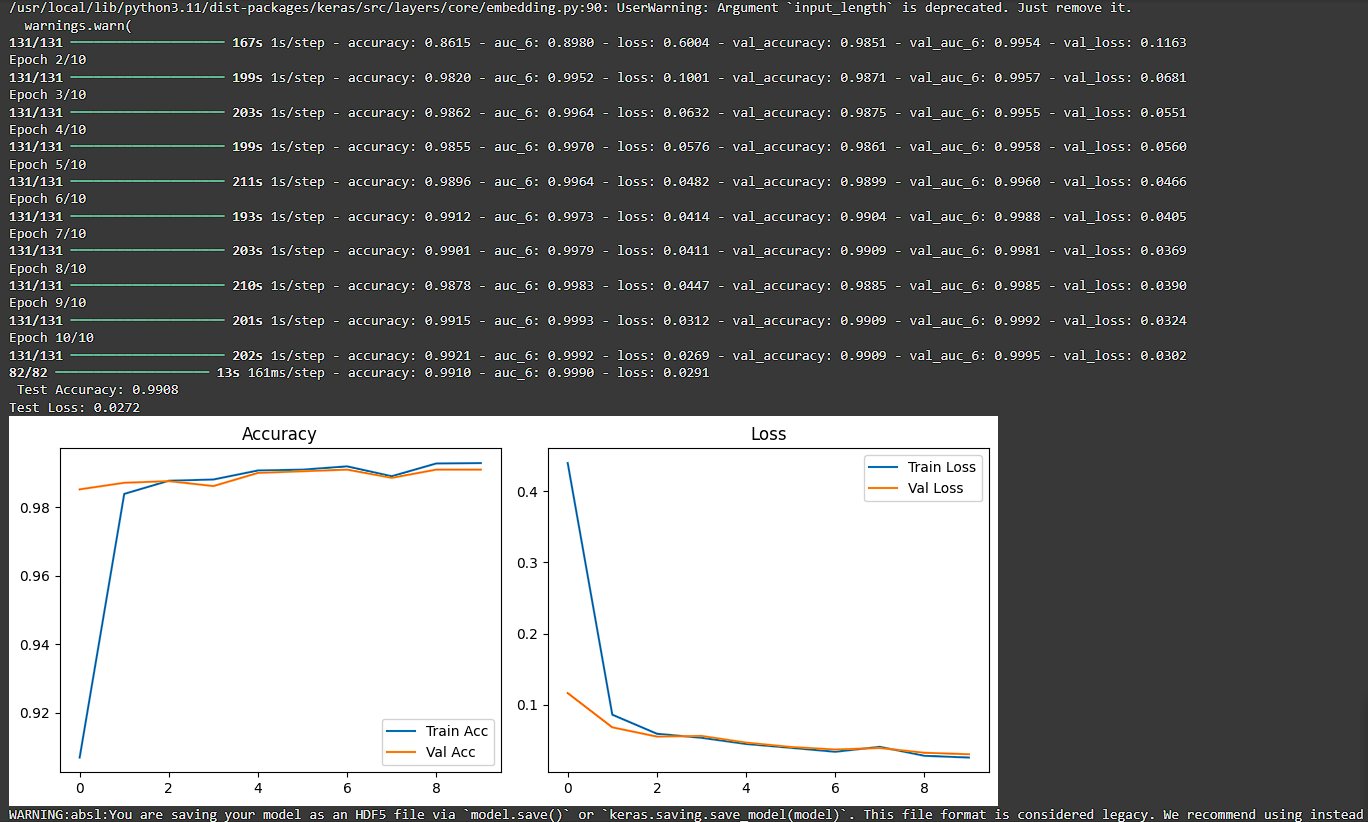 /usr/local/lib/python3.11/dist-packages/keras/src/layers/core/embedding.py:90: UserWarning: Argument `input_length` is deprecated. Just remove it.
  warnings.warn(
131/131 ━━━━━━━━━━━━━━━━━━━━ 167s 1s/step - accuracy: 0.8615 - auc_6: 0.8980 - loss: 0.6004 - val_accuracy: 0.9851 - val_auc_6: 0.9954 - val_loss: 0.1163
Epoch 2/10
131/131 ━━━━━━━━━━━━━━━━━━━━ 199s 1s/step - accuracy: 0.9820 - auc_6: 0.9952 - loss: 0.1001 - val_accuracy: 0.9871 - val_auc_6: 0.9957 - val_loss: 0.0681
Epoch 3/10
131/131 ━━━━━━━━━━━━━━━━━━━━ 203s 1s/step - accuracy: 0.9862 - auc_6: 0.9964 - loss: 0.0632 - val_accuracy: 0.9875 - val_auc_6: 0.9955 - val_loss: 0.0551
Epoch 4/10
131/131 ━━━━━━━━━━━━━━━━━━━━ 199s 1s/step - accuracy: 0.9855 - auc_6: 0.9970 - loss: 0.0576 - val_accuracy: 0.9861 - val_auc_6: 0.9958 - val_loss: 0.0560
Epoch 5/10
131/131 ━━━━━━━━━━━━━━━━━━━━ 211s 1s/step - accuracy: 0.9896 - auc_6: 0.9964 - loss: 0.0482 - val_accuracy: 0.9899 - val_auc_6: 0.9960 - val_loss: 0.0466
Epoch 6/10
131/131 ━━━━━━━━━━━━━━━━━━━━ 193s 1s/step - accuracy: 0.9912 - auc_6: 0.9973 - loss: 0.0414 - val_accuracy: 0.9904 - val_auc_6: 0.9988 - val_loss: 0.0405
Epoch 7/10
131/131 ━━━━━━━━━━━━━━━━━━━━ 203s 1s/step - accuracy: 0.9901 - auc_6: 0.9979 - loss: 0.0411 - val_accuracy: 0.9909 - val_auc_6: 0.9981 - val_loss: 0.0369
Epoch 8/10
131/131 ━━━━━━━━━━━━━━━━━━━━ 210s 1s/step - accuracy: 0.9878 - auc_6: 0.9983 - loss: 0.0447 - val_accuracy: 0.9885 - val_auc_6: 0.9985 - val_loss: 0.0390
Epoch 9/10
131/131 ━━━━━━━━━━━━━━━━━━━━ 201s 1s/step - accuracy: 0.9915 - auc_6: 0.9993 - loss: 0.0312 - val_accuracy: 0.9909 - val_auc_6: 0.9992 - val_loss: 0.0324
Epoch 10/10
131/131 ━━━━━━━━━━━━━━━━━━━━ 202s 1s/step - accuracy: 0.9921 - auc_6: 0.9992 - loss: 0.0269 - val_accuracy: 0.9909 - val_auc_6: 0.9995 - val_loss: 0.0302
82/82 ━━━━━━━━━━━━━━━━━━━━ 13s 161ms/step - accuracy: 0.9910 - auc_6: 0.9990 - loss: 0.0291
 Test Accuracy: 0.9908
Test Loss: 0.0272
Accuracy
0.98
0.96
0.94
0.92
Train Acc
Val Acc
0 2 4 6 8
Loss
Train Loss
Val Loss
0.4
0.3
0.2
0.1
0 2 4 6 8
WARNING:absl:You are saving your model as an HDF5 file via `model.save()` or `keras.saving.save_model(model)`. This file format is considered legacy. We recommend using instead